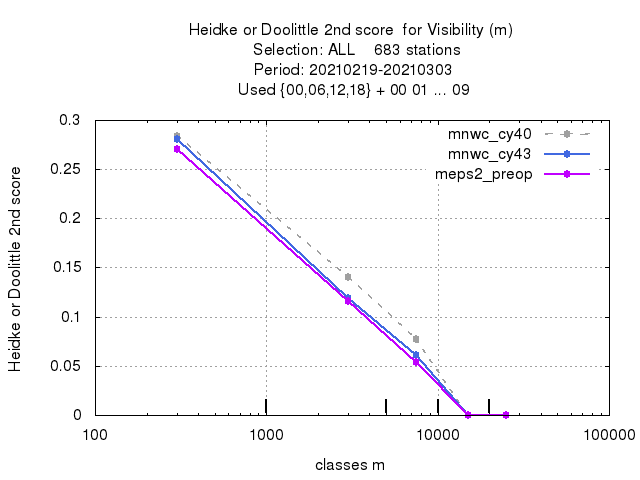 Heidke or Doolittle 2nd score  for Visibility (m)
Selection: ALL    683 stations
Period: 20210219-20210303
Used {00,06,12,18} + 00 01 ... 09
mnwc_cy40
mnwc_cy43
meps2_preop
Heidke or Doolittle 2nd score
0.3
0.25
0.2
0.15
0.1
0.05
0
100 1000 10000 100000
classes m